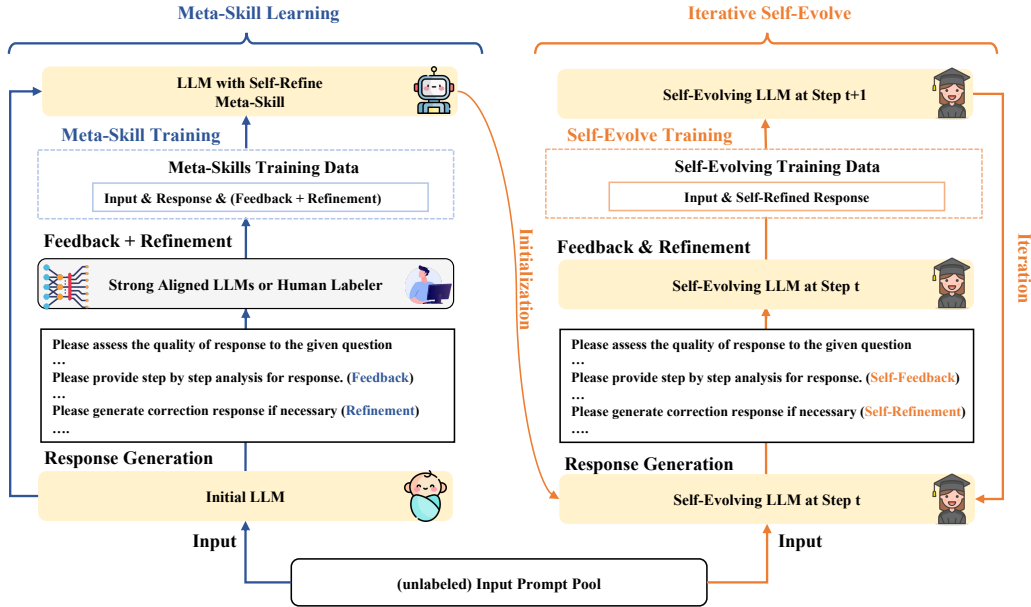 Meta-Skill Learning
LLM with Self-Refine
Meta-Skill
Meta-Skill Training
Meta-Skills Training Data
Input & Response & (Feedback + Refinement)
Feedback + Refinement
Strong Aligned LLMs or Human Labeler
Please assess the quality of response to the given question
…
Please provide step by step analysis for response. (Feedback)
…
Please generate correction response if necessary (Refinement)
….
Response Generation
Initial LLM
Input
Initialization
Iterative Self-Evolve
Self-Evolving LLM at Step t+1
Self-Evolve Training
Self-Evolving Training Data
Input & Self-Refined Response
Feedback & Refinement
Self-Evolving LLM at Step t
Please assess the quality of response to the given question
…
Please provide step by step analysis for response. (Self-Feedback)
…
Please generate correction response if necessary (Self-Refinement)
….
Response Generation
Self-Evolving LLM at Step t
Input
Iteration
(unlabeled) Input Prompt Pool